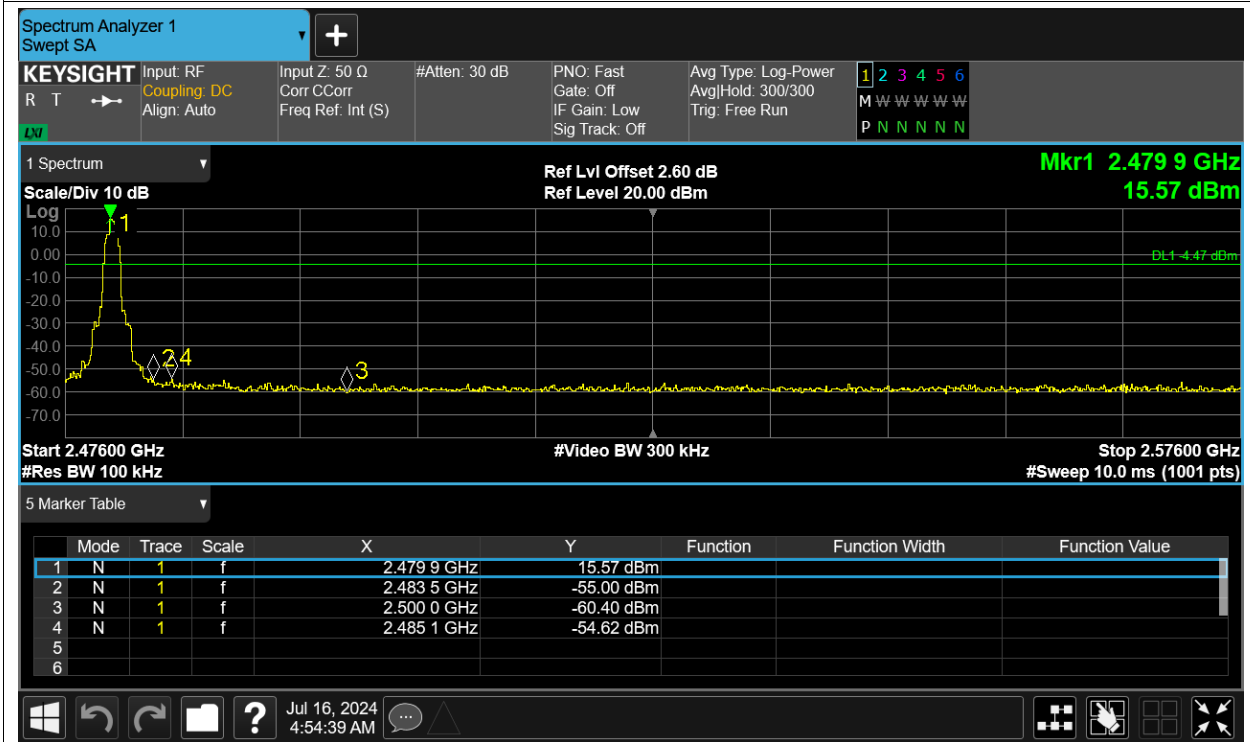 Spectrum Analyzer 1
Swept SA
KEYSIGHT Input: RF Input Z: 50 Ω #Atten: 30 dB PNO: Fast Avg Type: Log-Power 1 2 3 4 5 6
R T Coupling: DC Corr CCorr Gate: Off Avg|Hold: 300/300 M W W W W W
Align: Auto Freq Ref: Int (S) IF Gain: Low Trig: Free Run
LXI Sig Track: Off P N N N N N
1 Spectrum Ref Lvl Offset 2.60 dB Mkr1 2.479 9 GHz
Scale/Div 10 dB Ref Level 20.00 dBm 15.57 dBm
Log
1
10.0
0.00 DL1 -4.47 dBm
-10.0
-20.0
-30.0
-40.0
2 4
-50.0 3
-60.0
-70.0
Start 2.47600 GHz #Video BW 300 kHz Stop 2.57600 GHz
#Res BW 100 kHz #Sweep 10.0 ms (1001 pts)
5 Marker Table
Mode Trace Scale X Y Function Function Width Function Value
1 N 1 f 2.479 9 GHz 15.57 dBm
2 N 1 f 2.483 5 GHz -55.00 dBm
3 N 1 f 2.500 0 GHz -60.40 dBm
4 N 1 f 2.485 1 GHz -54.62 dBm
5
6
? Jul 16, 2024
4:54:39 AM